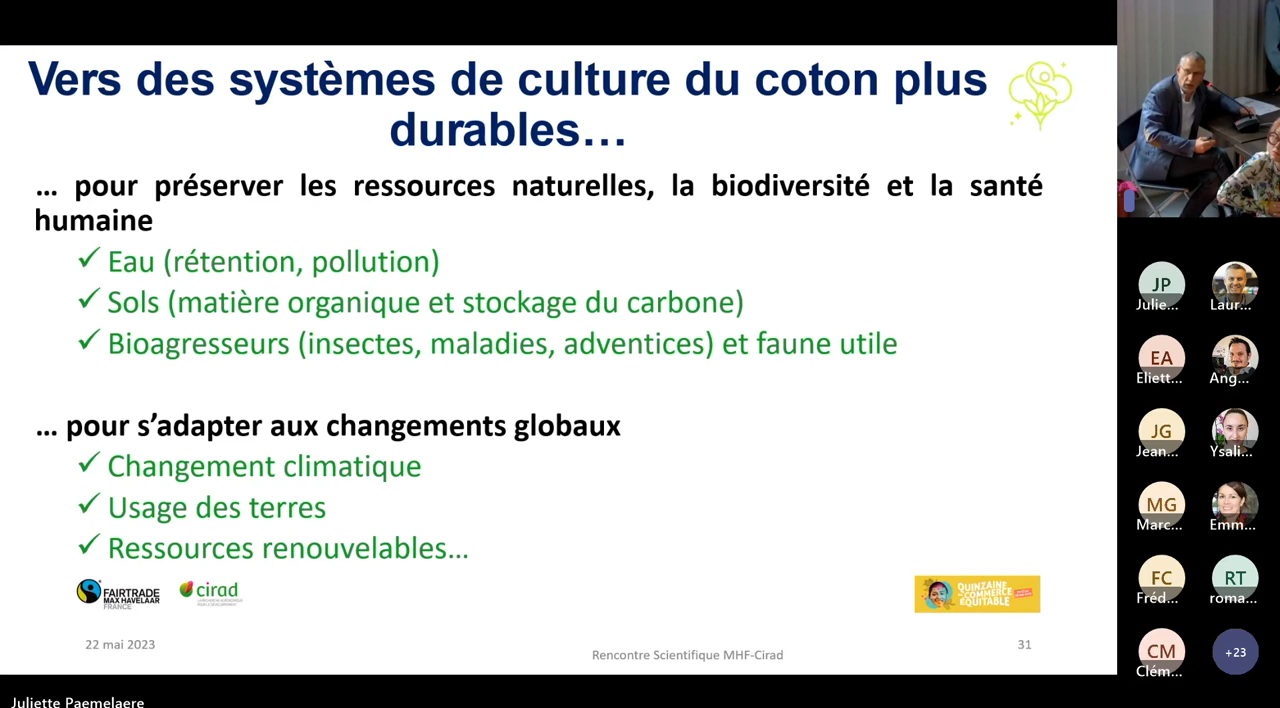 Vers des systèmes de culture du coton plus
durables…
… pour préserver les ressources naturelles, la biodiversité et la santé
humaine
✓ Eau (rétention, pollution)
✓ Sols (matière organique et stockage du carbone)
✓ Bioagresseurs (insectes, maladies, adventices) et faune utile
… pour s’adapter aux changements globaux
✓ Changement climatique
✓ Usage des terres
✓ Ressources renouvelables…
FAIRTRADE
MAX HAVELAAR
FRANCE
cirad
QUINZAINE
DU COMMERCE
ÉQUITABLE
22 mai 2023
Rencontre Scientifique MHF-Cirad
31
Juliette Paemelaere
JP
Julie...
Laur...
EA
Eliett...
Ang...
JG
Jean...
Ysali...
MG
Marc...
Emm...
FC
Fréd...
RT
roma...
CM
Clém...
+23